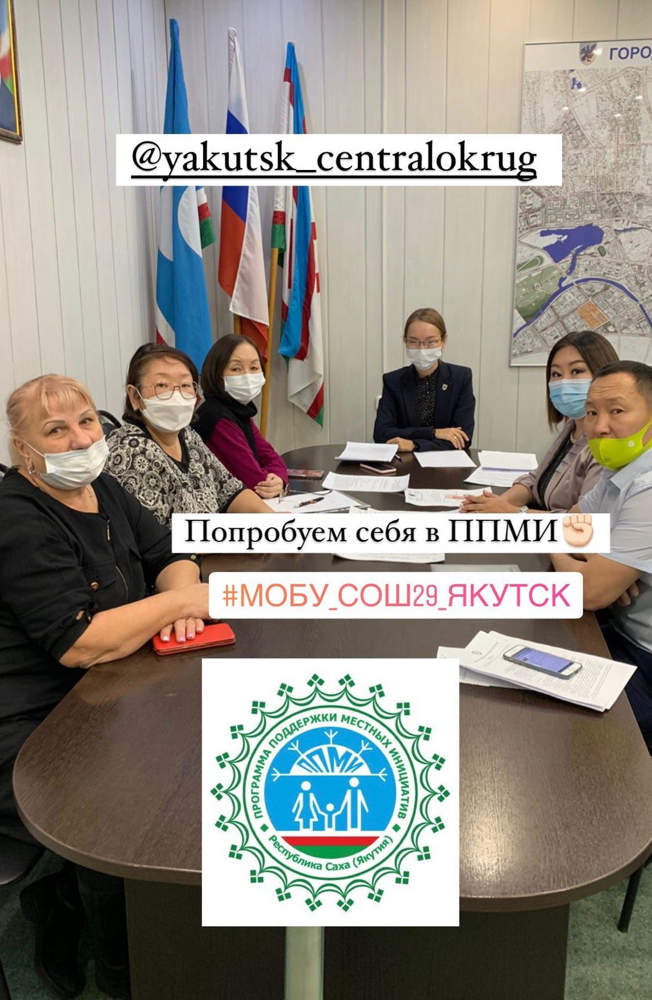 ГОРО
@yakutsk_centralokrug
Попробуем себя в ППМИ✊🏻
#МОБУ_СОШ29_ЯКУТСК
ПРОГРАММА ПОДДЕРЖКИ МЕСТНЫХ ИНИЦИАТИВ
ППМИ
Республика Саха (Якутия)